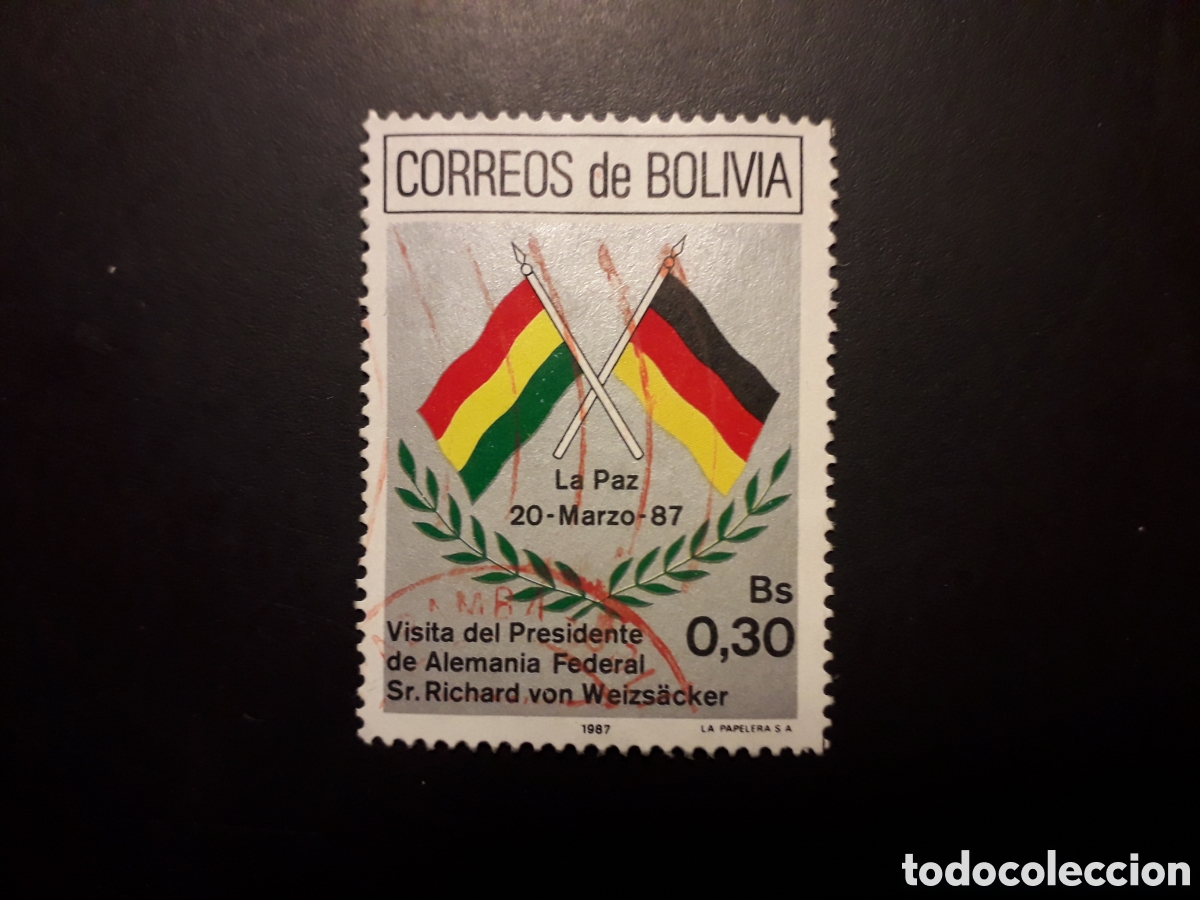 CORREOS de BOLIVIA
La Paz
20-Marzo-87
Bs
0,30
Visita del Presidente
de Alemania Federal
Sr. Richard von Weizsäcker
1987
LA PAPELERA S A
todocoleccion